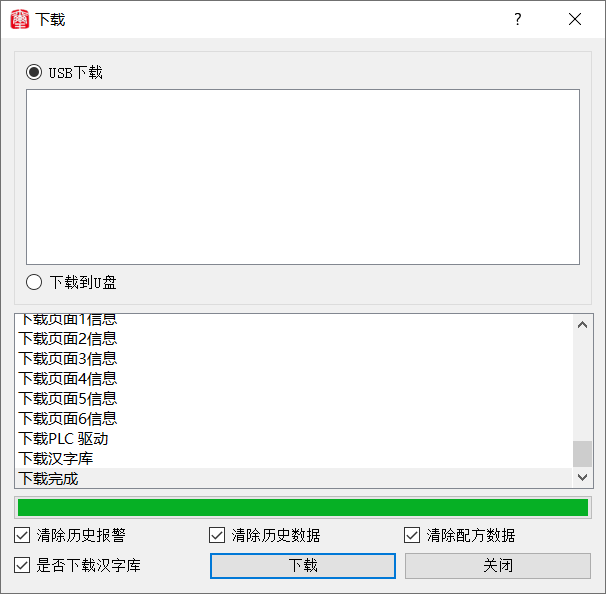 下载
?
USB下载
下载到U盘
下载页面1信息
下载页面2信息
下载页面3信息
下载页面4信息
下载页面5信息
下载页面6信息
下载PLC 驱动
下载汉字库
下载完成
清除历史报警 清除历史数据 清除配方数据
是否下载汉字库 下载 关闭